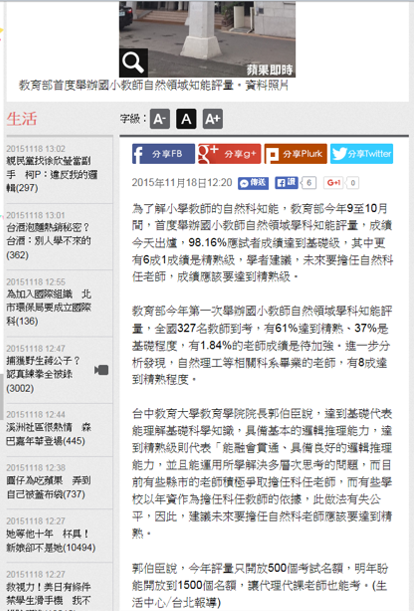 蘋果即時
教育部首度舉辦國小教師自然領域知能評量。資料照片
生活
字級：A- A A+
20151118 13:02
親民黨找徐欣瑩當副
手 柯P：違反我的邏
輯(297)
20151118 13:01
台酒泡麵熱銷秘密？
台酒：別人學不來的
(362)
20151118 12:55
為加入國際組織 北
市環保局要成立國際
科(136)
20151118 12:47
捕獲野生蔣公子？
認真練拳全被錄
(3002)
20151118 12:44
溪洲社區很熱情 森
巴嘉年華登場(445)
20151118 12:38
圓仔為吃蘋果 弄到
自己被蓋布袋(737)
20151118 12:27
她等他十年 杯具！
新娘卻不是她(10494)
20151118 12:27
救視力！美日有條件
禁學生滑手機 我不
分享FB 分享g+ 分享Plurk 分享Twitter
2015年11月18日12:20 傳送 讚 6 G+1 0
為了解小學教師的自然科知能，教育部今年9至10月
間，首度舉辦國小教師自然領域學科知能評量，成績
今天出爐，98.16%應試者成績達到基礎級，其中更
有6成1成績是精熟級，學者建議，未來要擔任自然科
任老師，成績應該要達到精熟級。
教育部今年第一次舉辦國小教師自然領域學科知能評
量，全國327名教師到考，有61%達到精熟、37%是
基礎程度，有1.84%的老師成績是待加強。進一步分
析發現，自然理工等相關科系畢業的老師，有8成達
到精熟程度。
台中教育大學教育學院院長郭伯臣說，達到基礎代表
能理解基礎科學知識，具備基本的邏輯推理能力，達
到精熟級則代表「能融會貫通、具備良好的邏輯推理
能力，並且能運用所學解決多層次思考的問題，而目
前有些縣市的老師積極爭取擔任科任老師，而有些學
校以年資作為擔任科任教師的依據，此做法有失公
平，因此，建議未來要擔任自然科老師應該要達到精
熟。
郭伯臣說，今年評量只開放500個考試名額，明年盼
能開放到1500個名額，讓代理代課老師也能考。(生
活中心/台北報導)